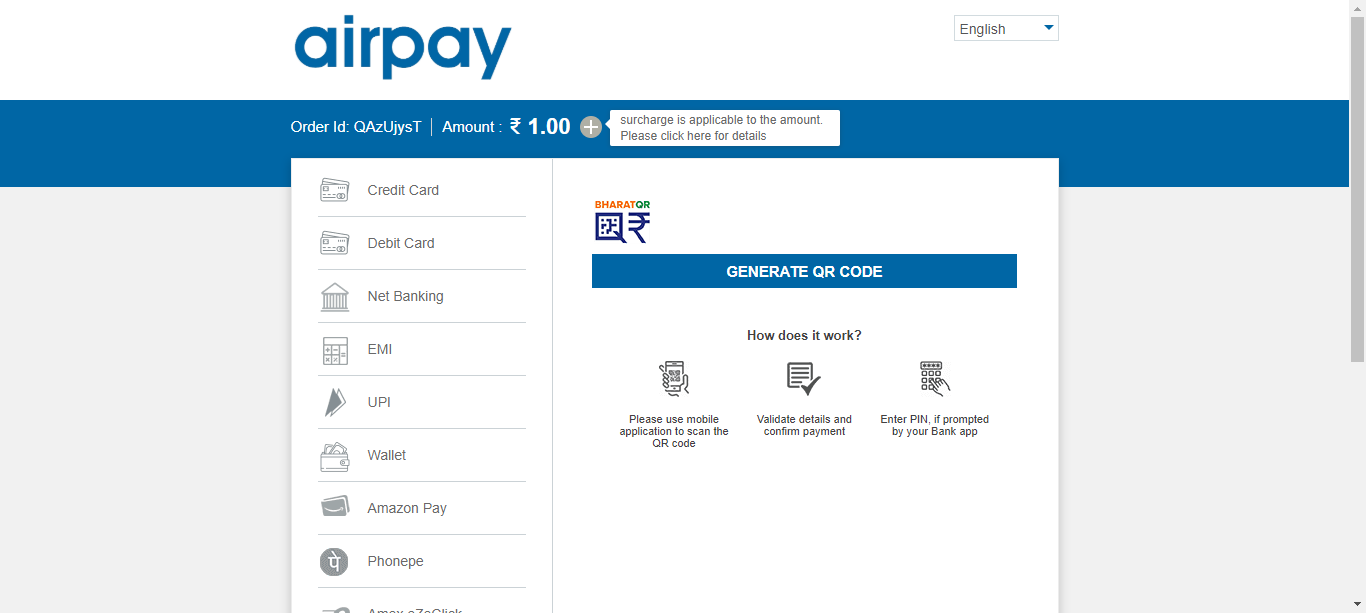 airpay
English
Order Id: QAzUjysT
Amount : ₹ 1.00
surcharge is applicable to the amount.
Please click here for details
Credit Card
Debit Card
Net Banking
EMI
UPI
Wallet
Amazon Pay
Phonepe
Amex eZeClick
BHARATQR
GENERATE QR CODE
How does it work?
Please use mobile
application to scan the
QR code
Validate details and
confirm payment
Enter PIN, if prompted
by your Bank app